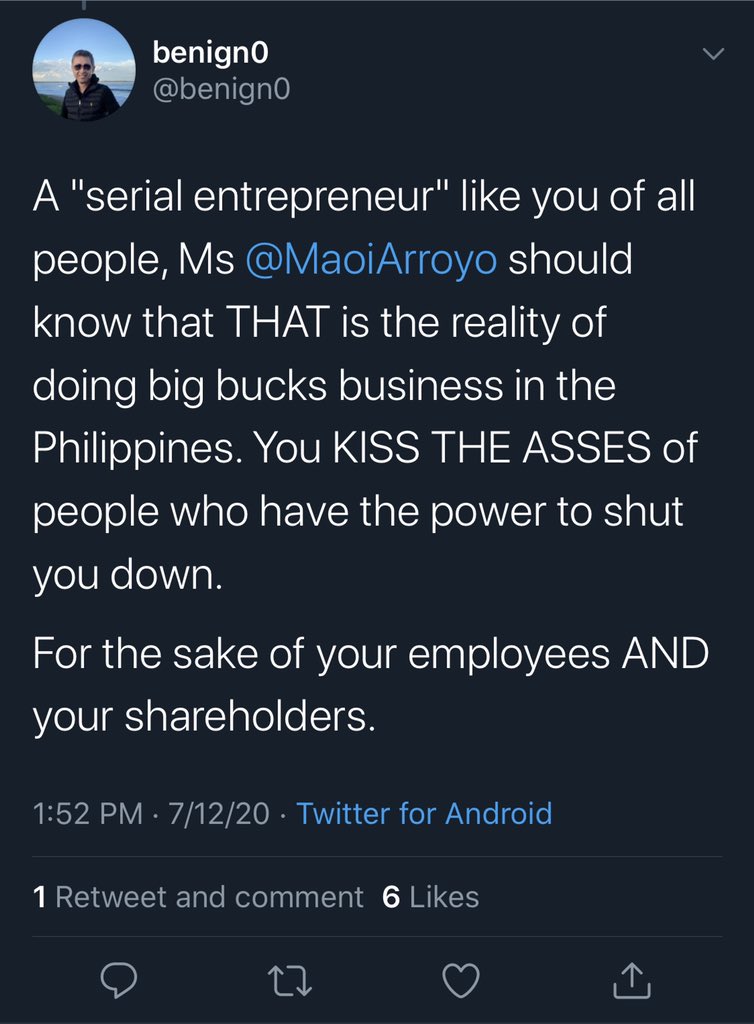 benign0
@benign0
A "serial entrepreneur" like you of all
people, Ms @MaoiArroyo should
know that THAT is the reality of
doing big bucks business in the
Philippines. You KISS THE ASSES of
people who have the power to shut
you down.
For the sake of your employees AND
your shareholders.
1:52 PM · 7/12/20 · Twitter for Android
1 Retweet and comment 6 Likes